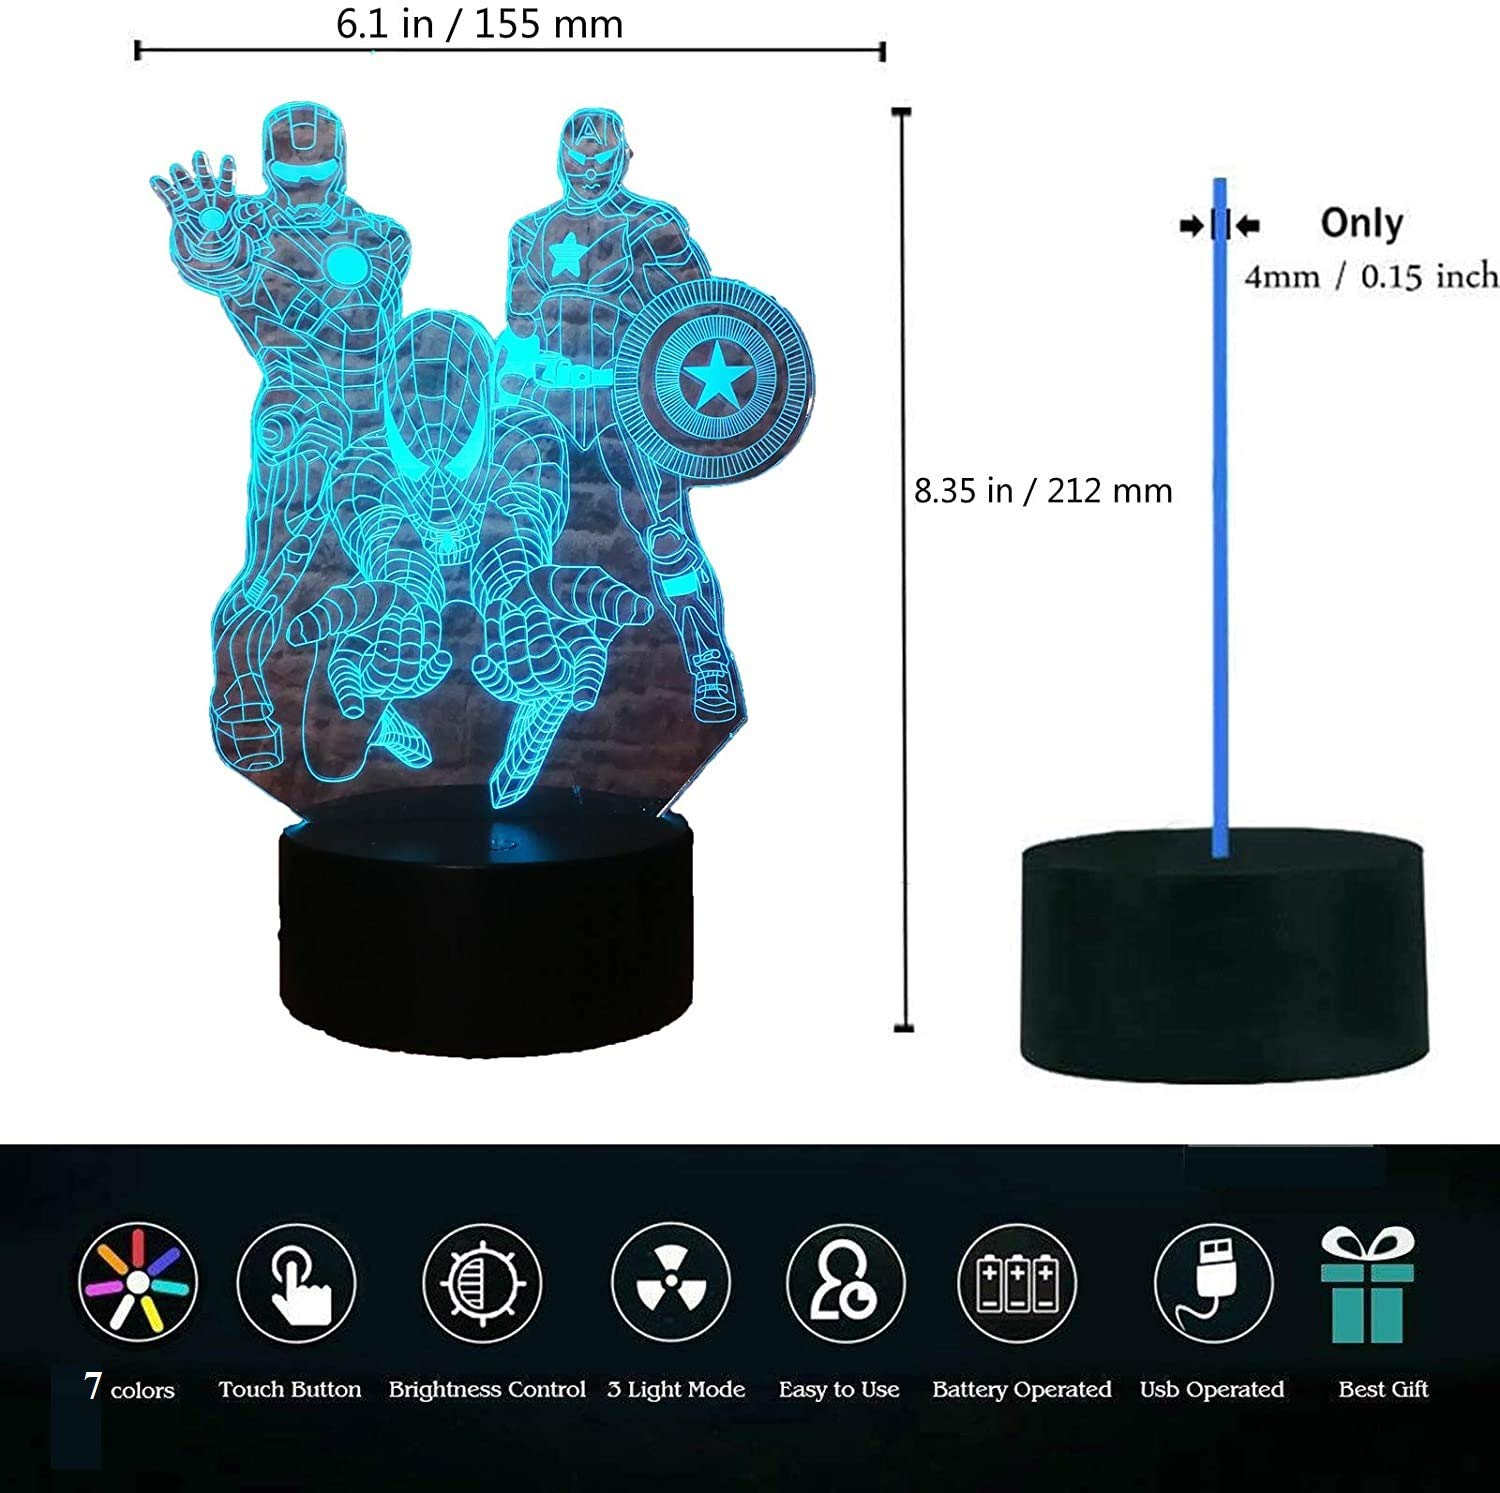 6.1 in / 155 mm
A
Only
4mm / 0.15 inch
8.35 in / 212 mm
7 colors
Touch Button
Brightness Control
3 Light Mode
Easy to Use
Battery Operated
Usb Operated
Best Gift